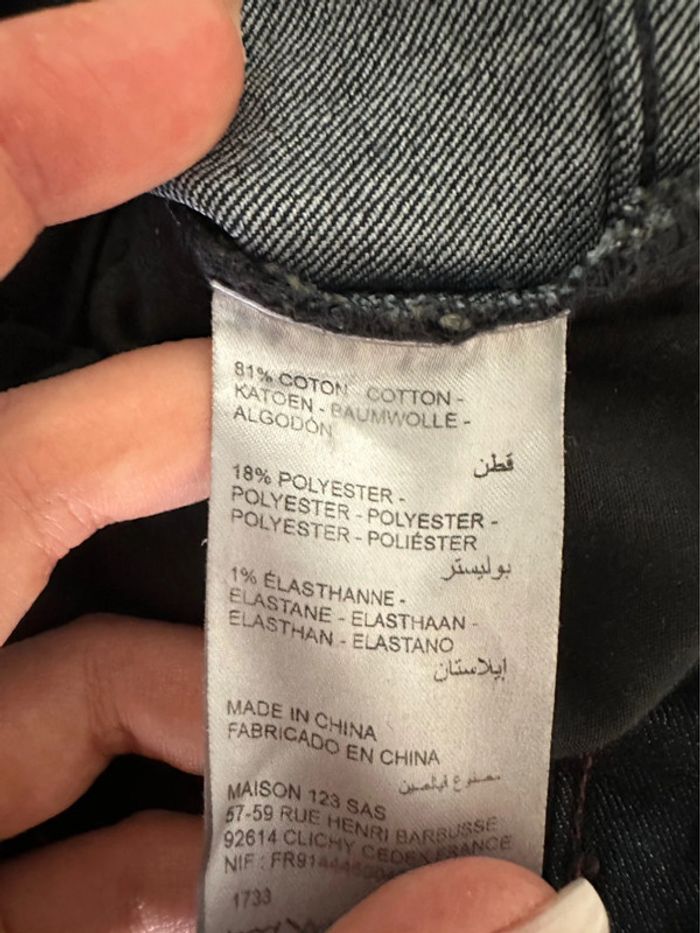 81% COTON COTTON -
KATOEN - BAUMWOLLE -
ALGODÓN
قطن
18% POLYESTER -
POLYESTER - POLYESTER -
POLYESTER - POLIÉSTER
بوليستر
1% ÉLASTHANNE -
ELASTANE - ELASTHAAN -
ELASTHAN - ELASTANO
إيلاستان
MADE IN CHINA
FABRICADO EN CHINA
MAISON 123 SAS
57-59 RUE HENRI BARBUSSE
92614 CLICHY CEDEX FRANCE
NIF :
1733